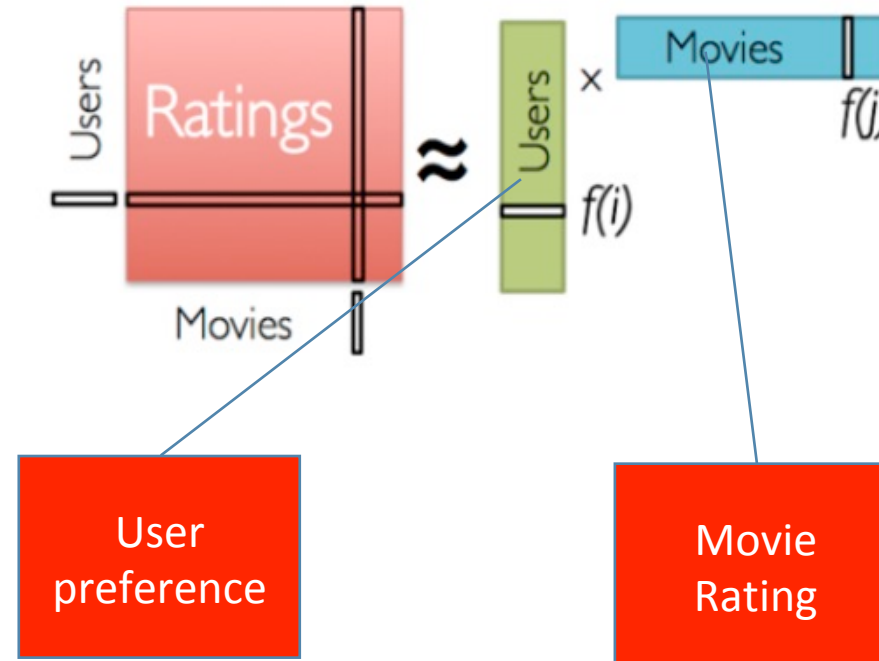 Users
Ratings
≈
Users
x
Movies
f(j)
f(i)
Movies
User
preference
Movie
Rating